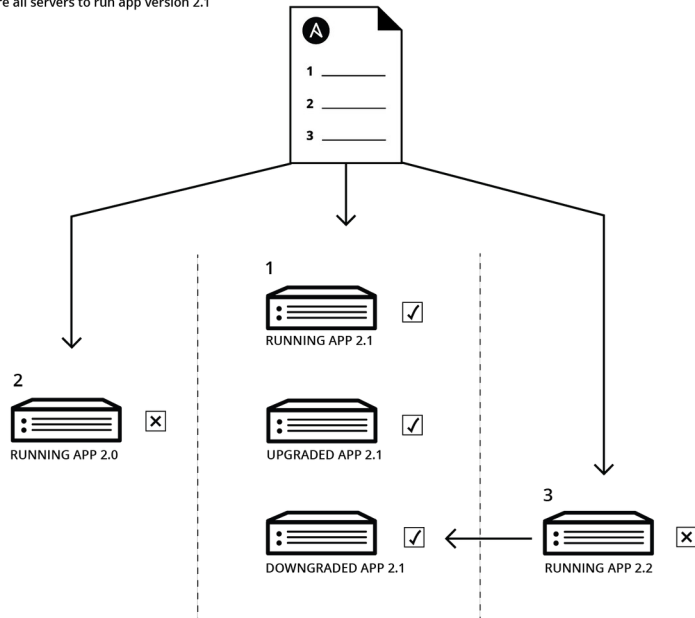 re all servers to run app version 2.1
1
2
3
1
RUNNING APP 2.1
2
RUNNING APP 2.0
UPGRADED APP 2.1
3
DOWNGRADED APP 2.1
RUNNING APP 2.2